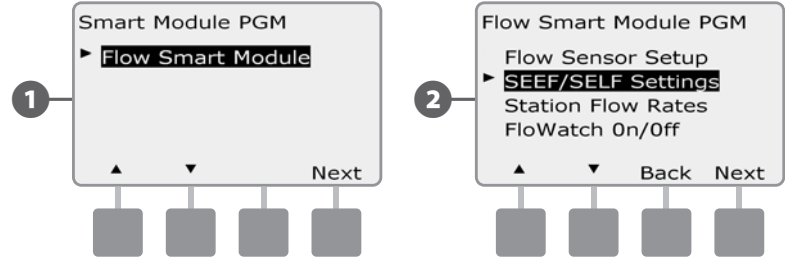 Smart Module PGM
► Flow Smart Module
1
▲ ▼ Next
Flow Smart Module PGM
Flow Sensor Setup
► SEEF/SELF Settings
Station Flow Rates
FloWatch On/Off
2
▲ ▼ Back Next